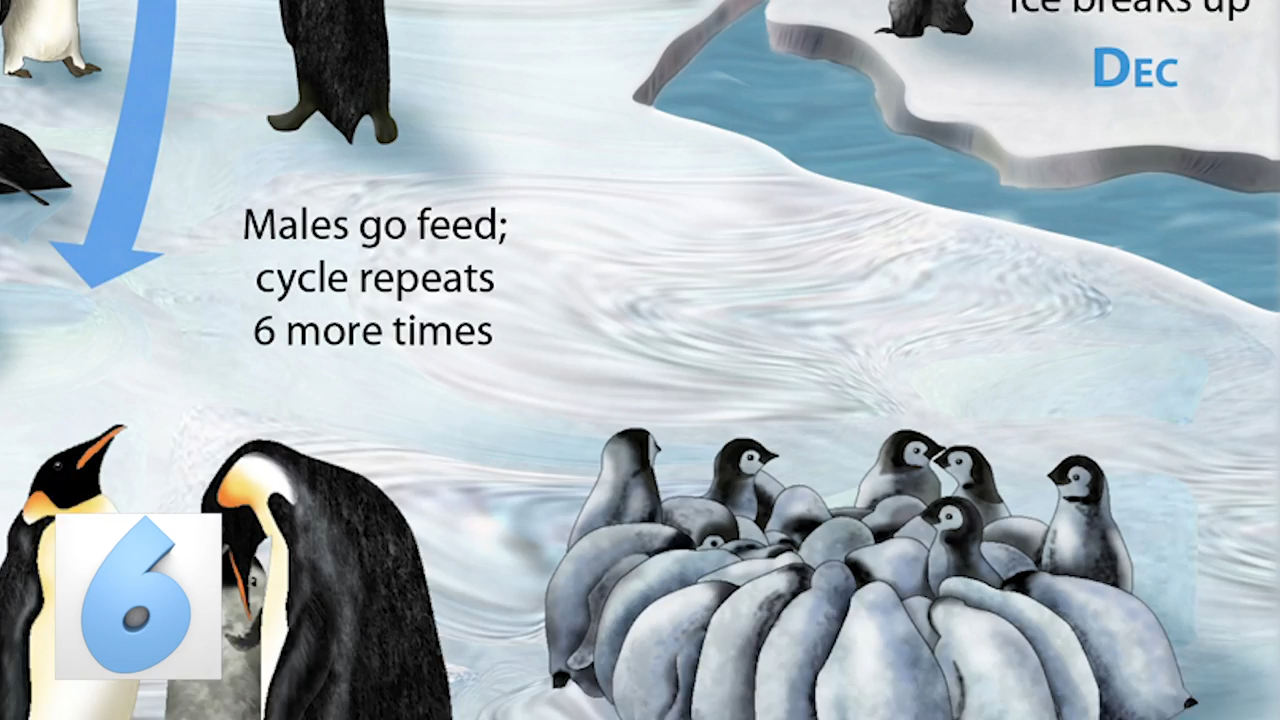 Ice breaks up
DEC
Males go feed;
cycle repeats
6 more times
6